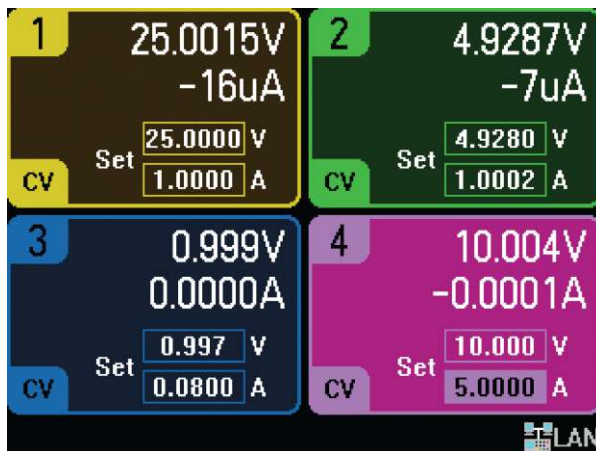 1
25.0015V
-16uA
Set 25.0000 V
1.0000 A
CV
2
4.9287V
-7uA
Set 4.9280 V
1.0002 A
CV
3
0.999V
0.0000A
Set 0.997 V
0.0800 A
CV
4
10.004V
-0.0001A
Set 10.000 V
5.0000 A
CV
LAN